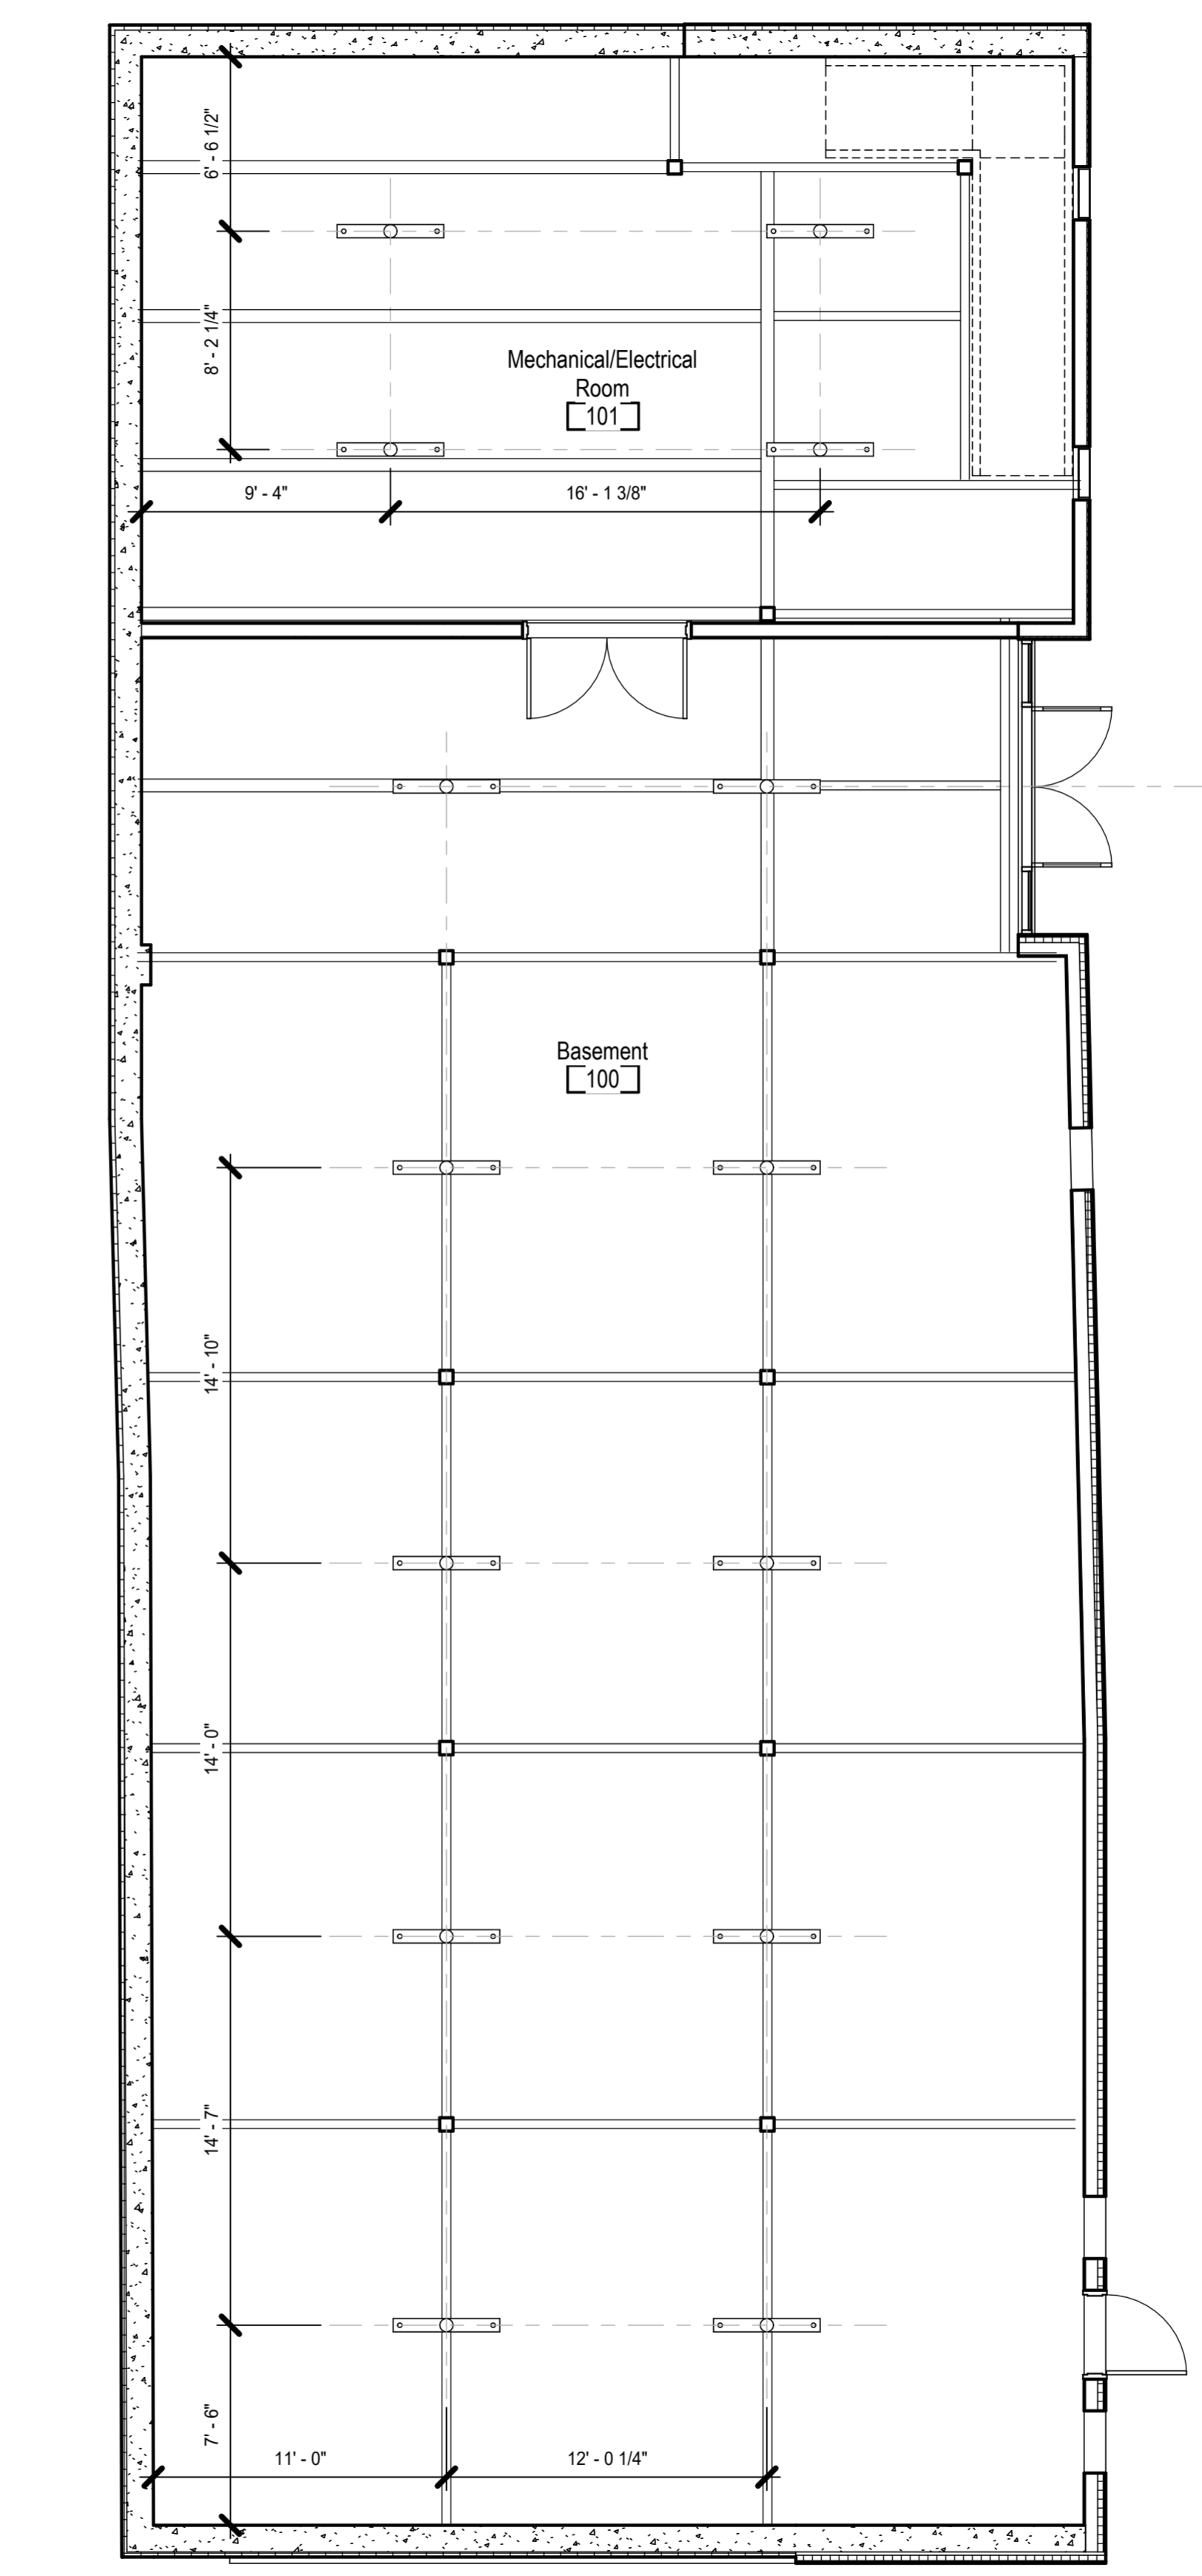 6' - 6 1/2"
8' - 2 1/4"
Mechanical/Electrical
Room
101
9' - 4"
16' - 1 3/8"
Basement
100
14' - 10"
14' - 0"
14' - 7"
7' - 6"
11' - 0"
12' - 0 1/4"